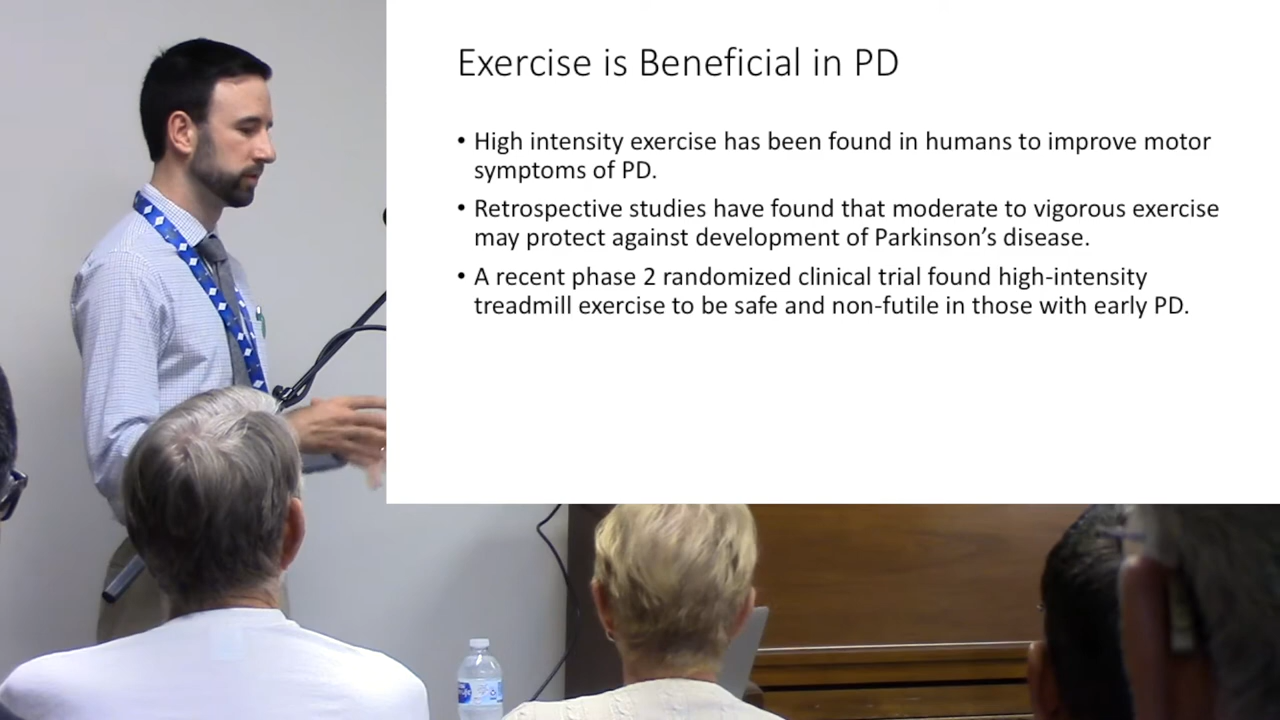 Exercise is Beneficial in PD
• High intensity exercise has been found in humans to improve motor
symptoms of PD.
• Retrospective studies have found that moderate to vigorous exercise
may protect against development of Parkinson’s disease.
• A recent phase 2 randomized clinical trial found high-intensity
treadmill exercise to be safe and non-futile in those with early PD.